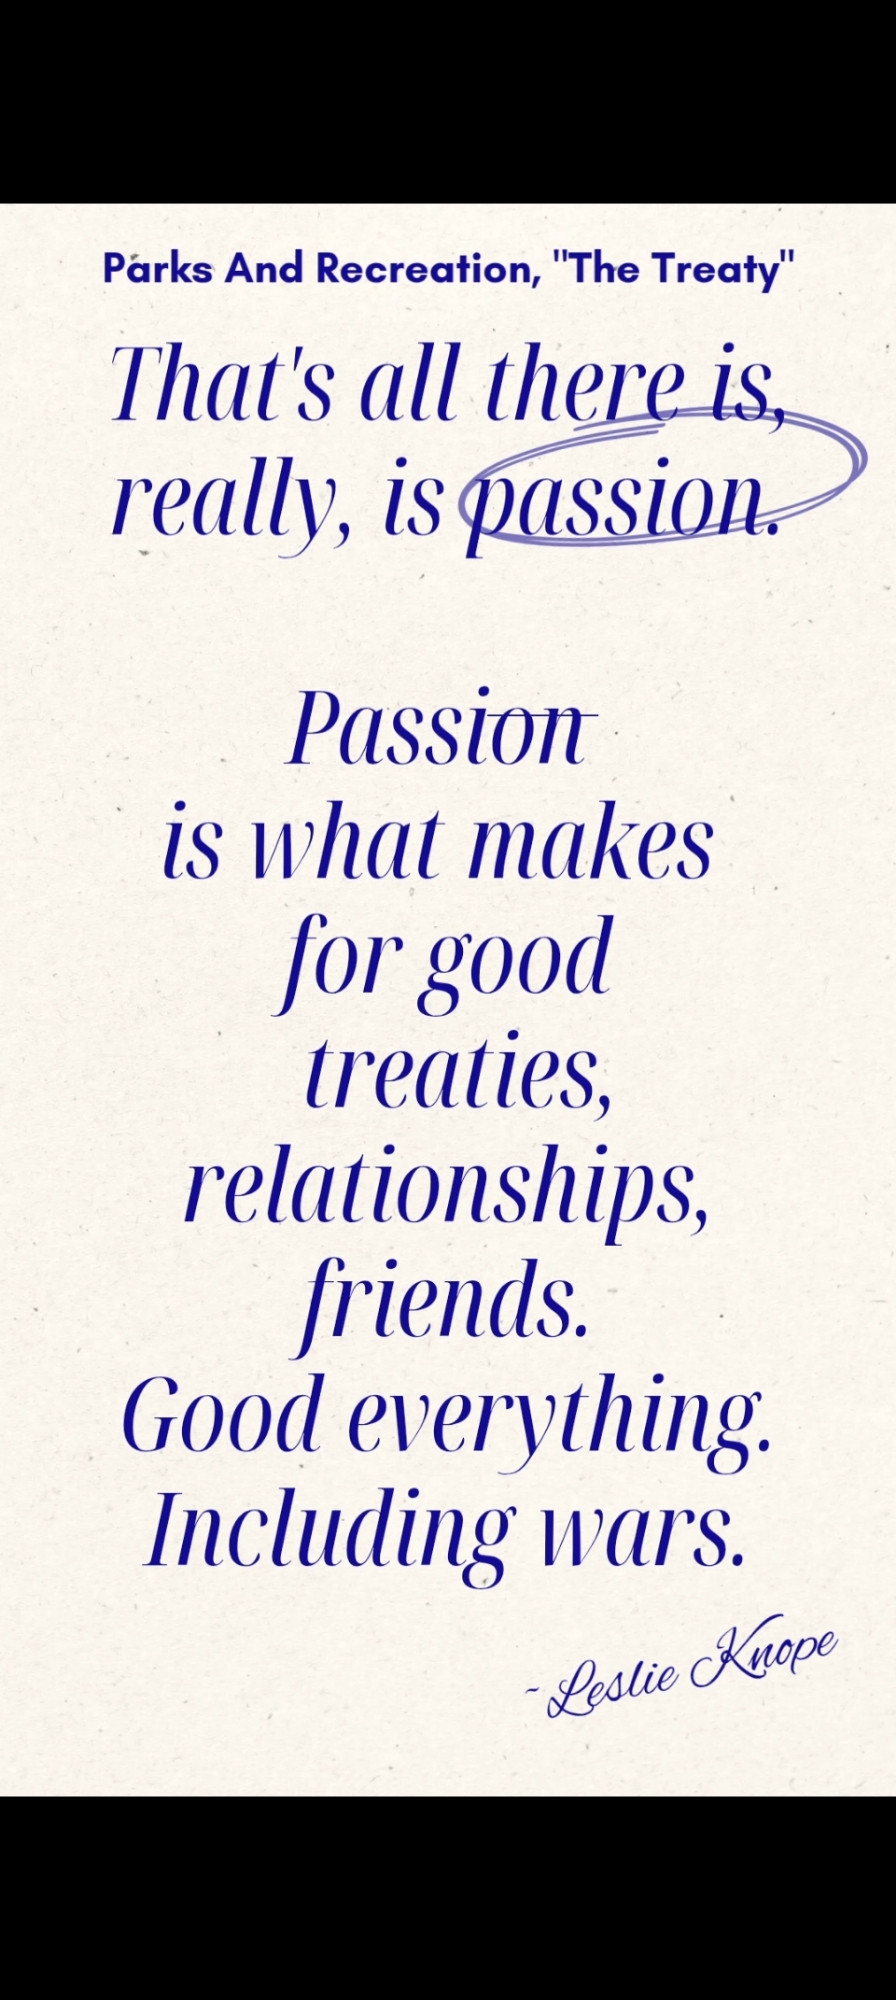 Parks And Recreation, "The Treaty"
That's all there is,
really, is passion.
Passion
is what makes
for good
treaties,
relationships,
friends.
Good everything.
Including wars.
- Leslie Knope